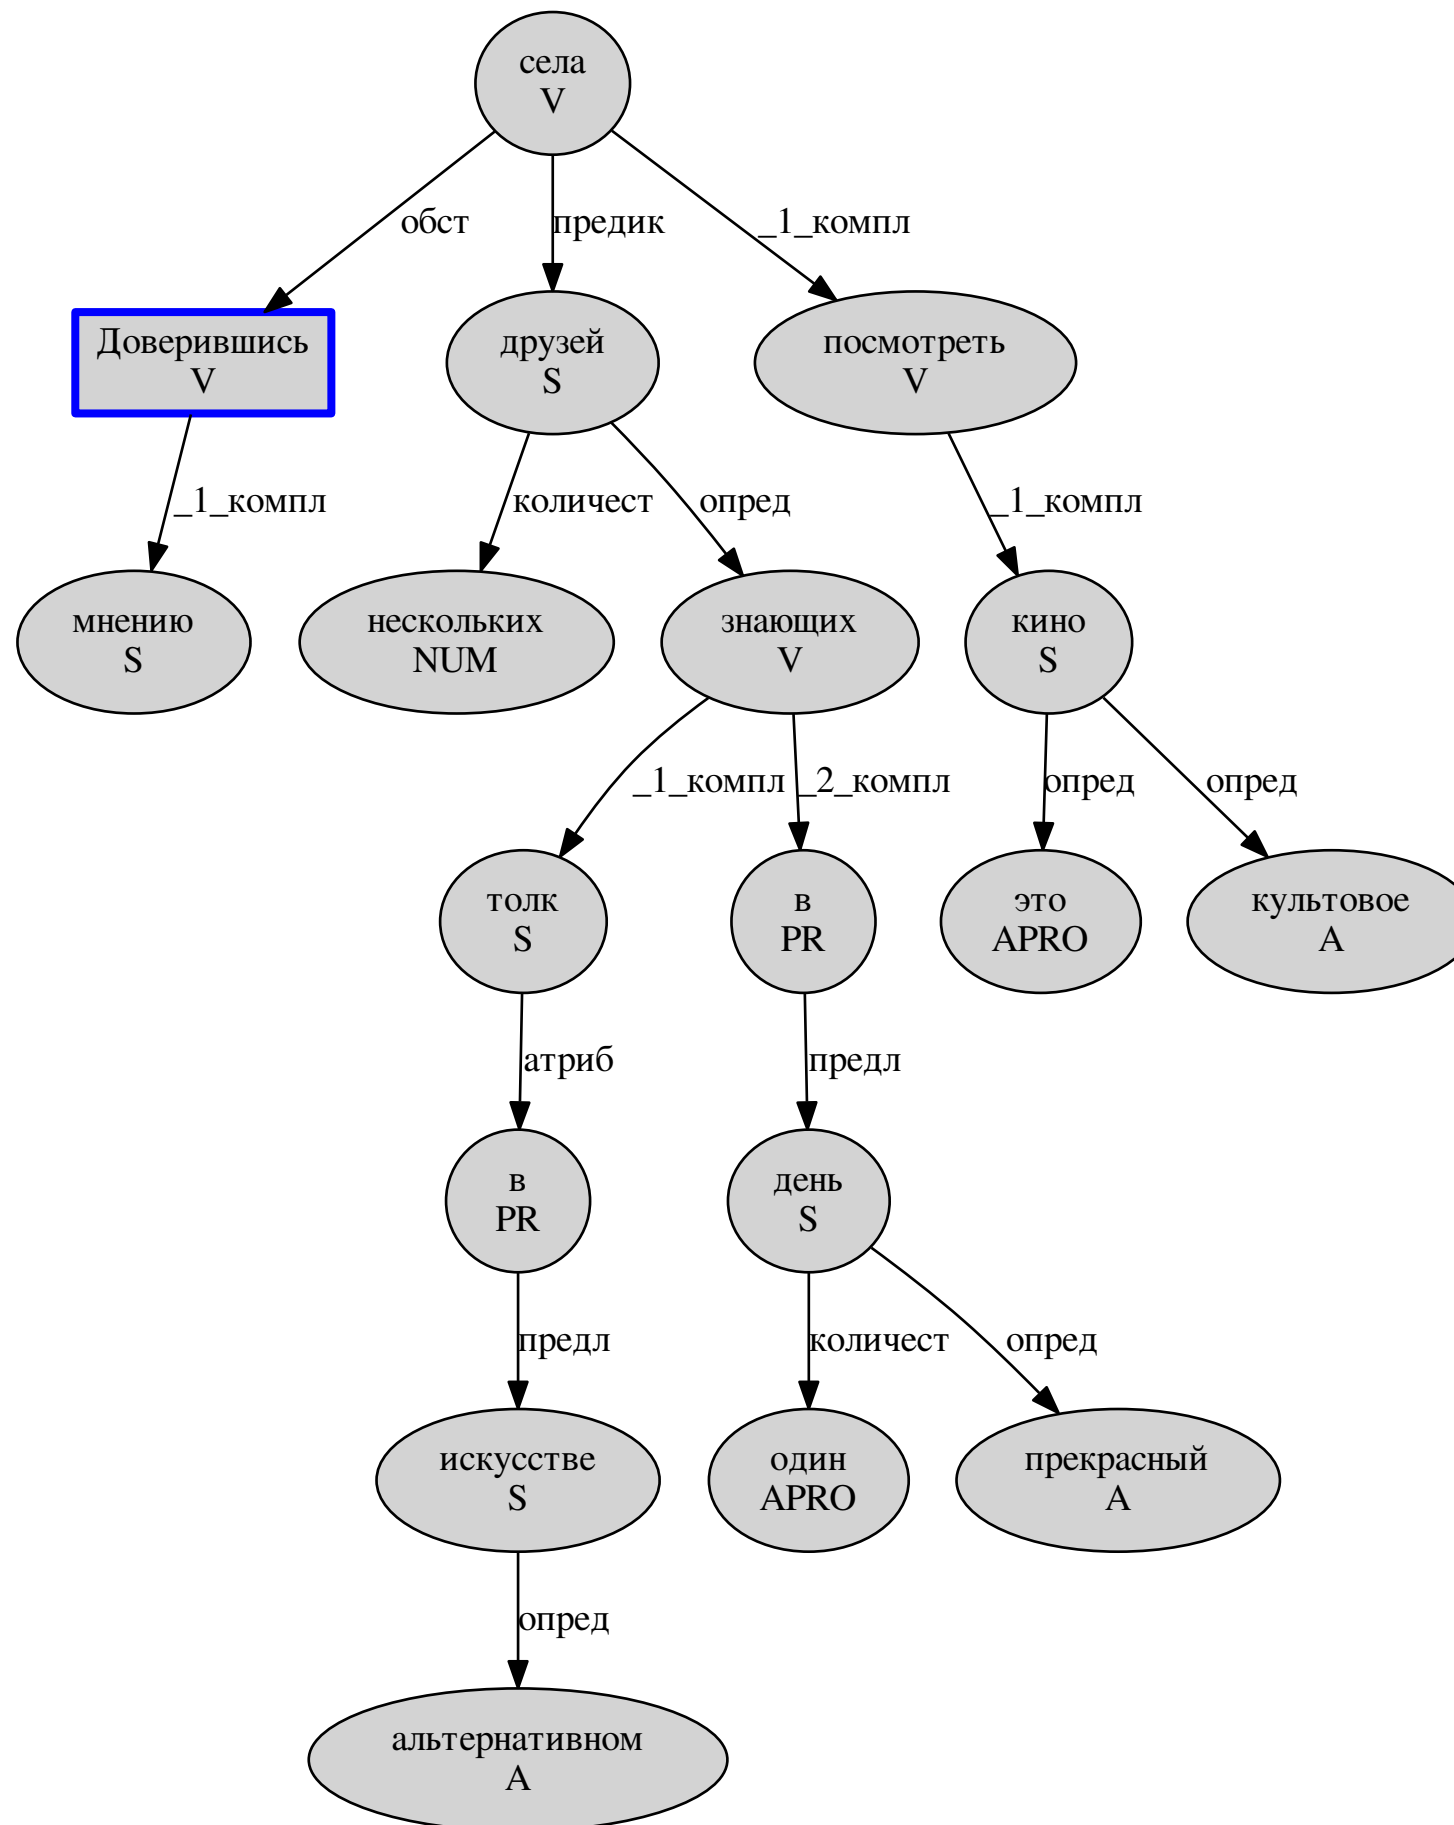 села
V
обст
предик
_1_компл
Доверившись
V
друзей
S
посмотреть
V
_1_компл
количест
опред
_1_компл
мнению
S
нескольких
NUM
знающих
V
кино
S
_1_компл
_2_компл
опред
опред
толк
S
в
PR
это
APRO
культовое
A
атриб
предл
в
PR
день
S
предл
количест
опред
искусстве
S
один
APRO
прекрасный
A
опред
альтернативном
A